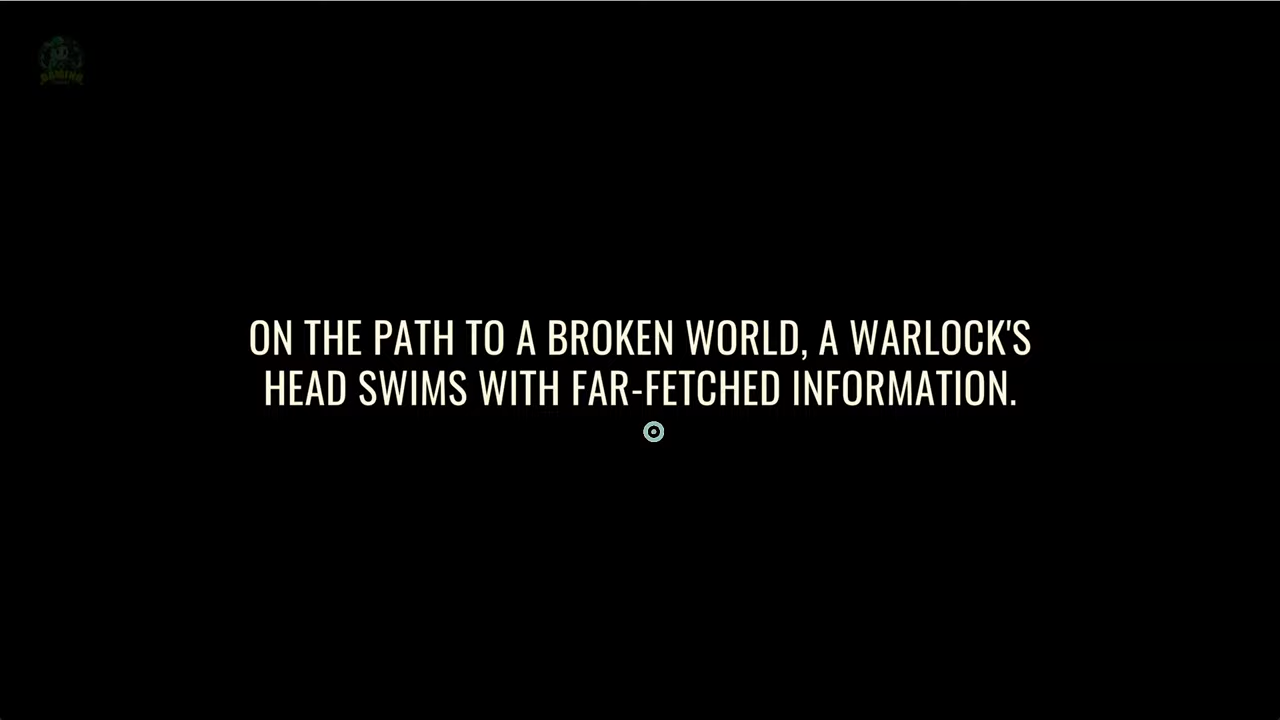 ON THE PATH TO A BROKEN WORLD, A WARLOCK'S
HEAD SWIMS WITH FAR-FETCHED INFORMATION.